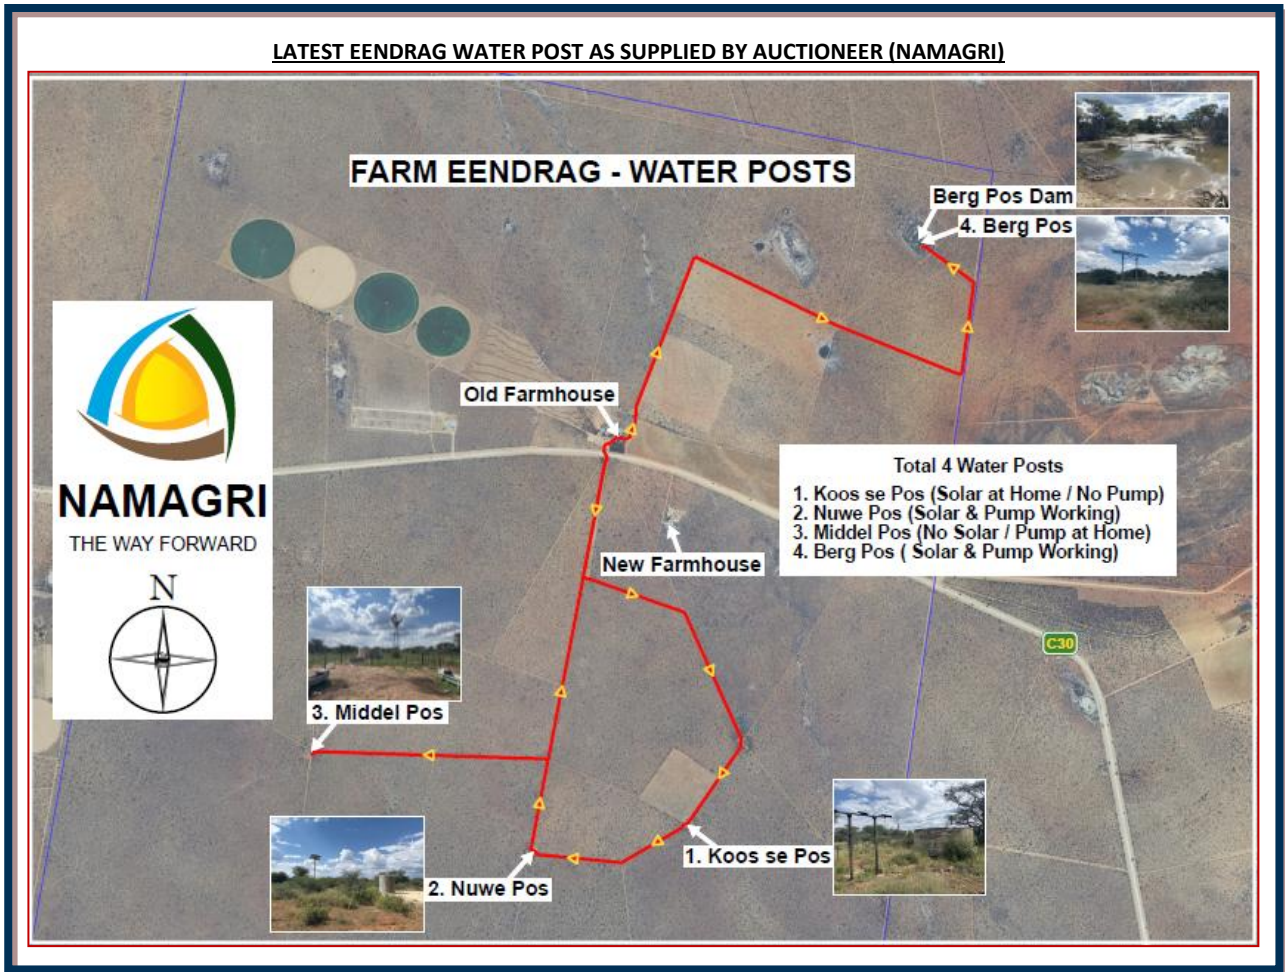 LATEST EENDRAG WATER POST AS SUPPLIED BY AUCTIONEER (NAMAGRI)
FARM EENDRAG - WATER POSTS
Berg Pos Dam
4. Berg Pos
Old Farmhouse
NAMAGRI
THE WAY FORWARD
N
Total 4 Water Posts
1. Koos se Pos (Solar at Home / No Pump)
2. Nuwe Pos (Solar & Pump Working)
3. Middel Pos (No Solar / Pump at Home)
4. Berg Pos ( Solar & Pump Working)
New Farmhouse
C30
3. Middel Pos
1. Koos se Pos
2. Nuwe Pos